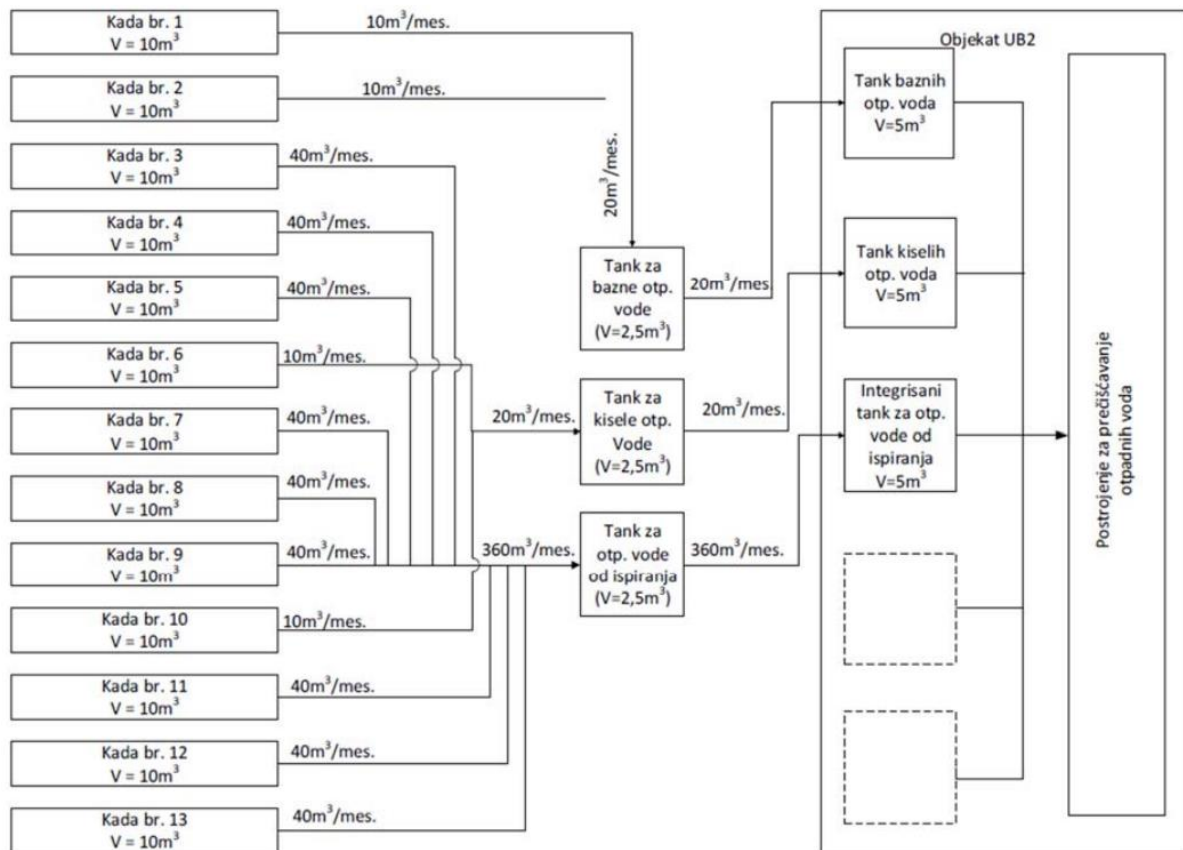 Kada br. 1
V = 10m³
10m³/mes.
Kada br. 2
V = 10m³
10m³/mes.
Kada br. 3
V = 10m³
40m³/mes.
Kada br. 4
V = 10m³
40m³/mes.
Kada br. 5
V = 10m³
40m³/mes.
Kada br. 6
V = 10m³
10m³/mes.
Kada br. 7
V = 10m³
40m³/mes.
Kada br. 8
V = 10m³
40m³/mes.
Kada br. 9
V = 10m³
40m³/mes.
Kada br. 10
V = 10m³
10m³/mes.
Kada br. 11
V = 10m³
40m³/mes.
Kada br. 12
V = 10m³
40m³/mes.
Kada br. 13
V = 10m³
40m³/mes.
20m³/mes.
Tank za
bazne otp.
vode
(V=2,5m³)
20m³/mes.
20m³/mes.
Tank za
kisele otp.
Vode
(V=2,5m³)
20m³/mes.
360m³/mes.
Tank za
otp. vode
od ispiranja
(V=2,5m³)
360m³/mes.
Objekat UB2
Tank baznih
otp. voda
V=5m³
Tank kiselih
otp. voda
V=5m³
Integrisani
tank za otp.
vode od
ispiranja
V=5m³
Postrojenje za prečišćavanje
otpadnih voda